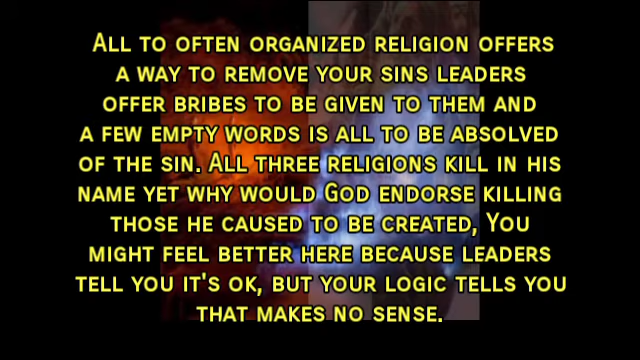 All to often organized religion offers
a way to remove your sins leaders
offer bribes to be given to them and
a few empty words is all to be absolved
of the sin. All three religions kill in his
name yet why would God endorse killing
those he caused to be created, You
might feel better here because leaders
tell you it's ok, but your logic tells you
that makes no sense.